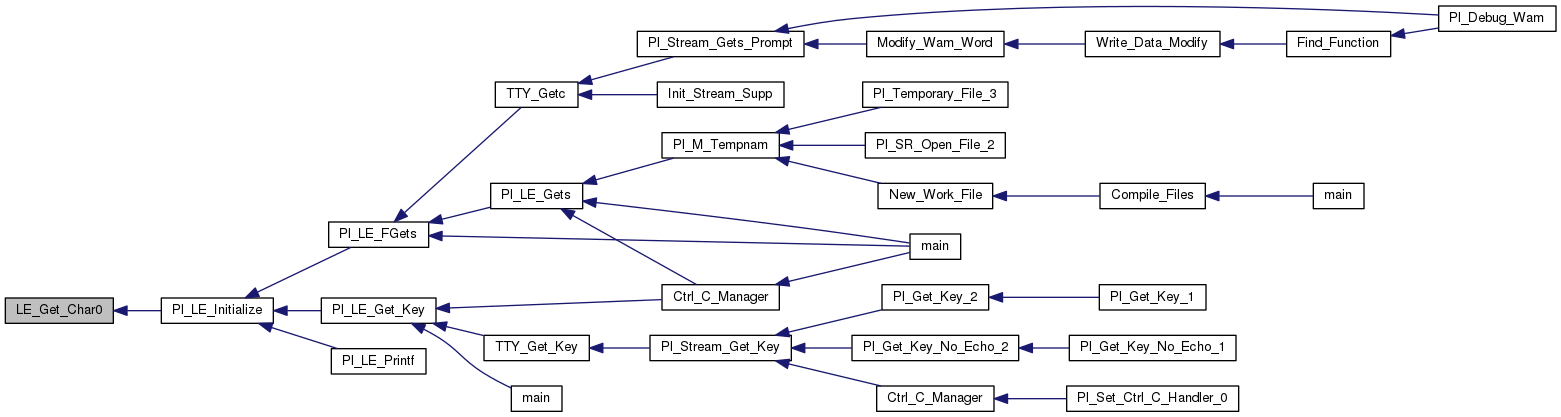 Pl_Debug_Wam
Pl_Stream_Gets_Prompt
Modify_Wam_Word
Write_Data_Modify
Find_Function
TTY_Getc
Init_Stream_Supp
Pl_Temporary_File_3
Pl_M_Tempnam
Pl_SR_Open_File_2
Pl_LE_Gets
New_Work_File
Compile_Files
main
Pl_LE_FGets
main
LE_Get_Char0
Pl_LE_Initialize
Pl_LE_Get_Key
Ctrl_C_Manager
Pl_Get_Key_2
Pl_Get_Key_1
Pl_LE_Printf
TTY_Get_Key
Pl_Stream_Get_Key
Pl_Get_Key_No_Echo_2
Pl_Get_Key_No_Echo_1
main
Ctrl_C_Manager
Pl_Set_Ctrl_C_Handler_0